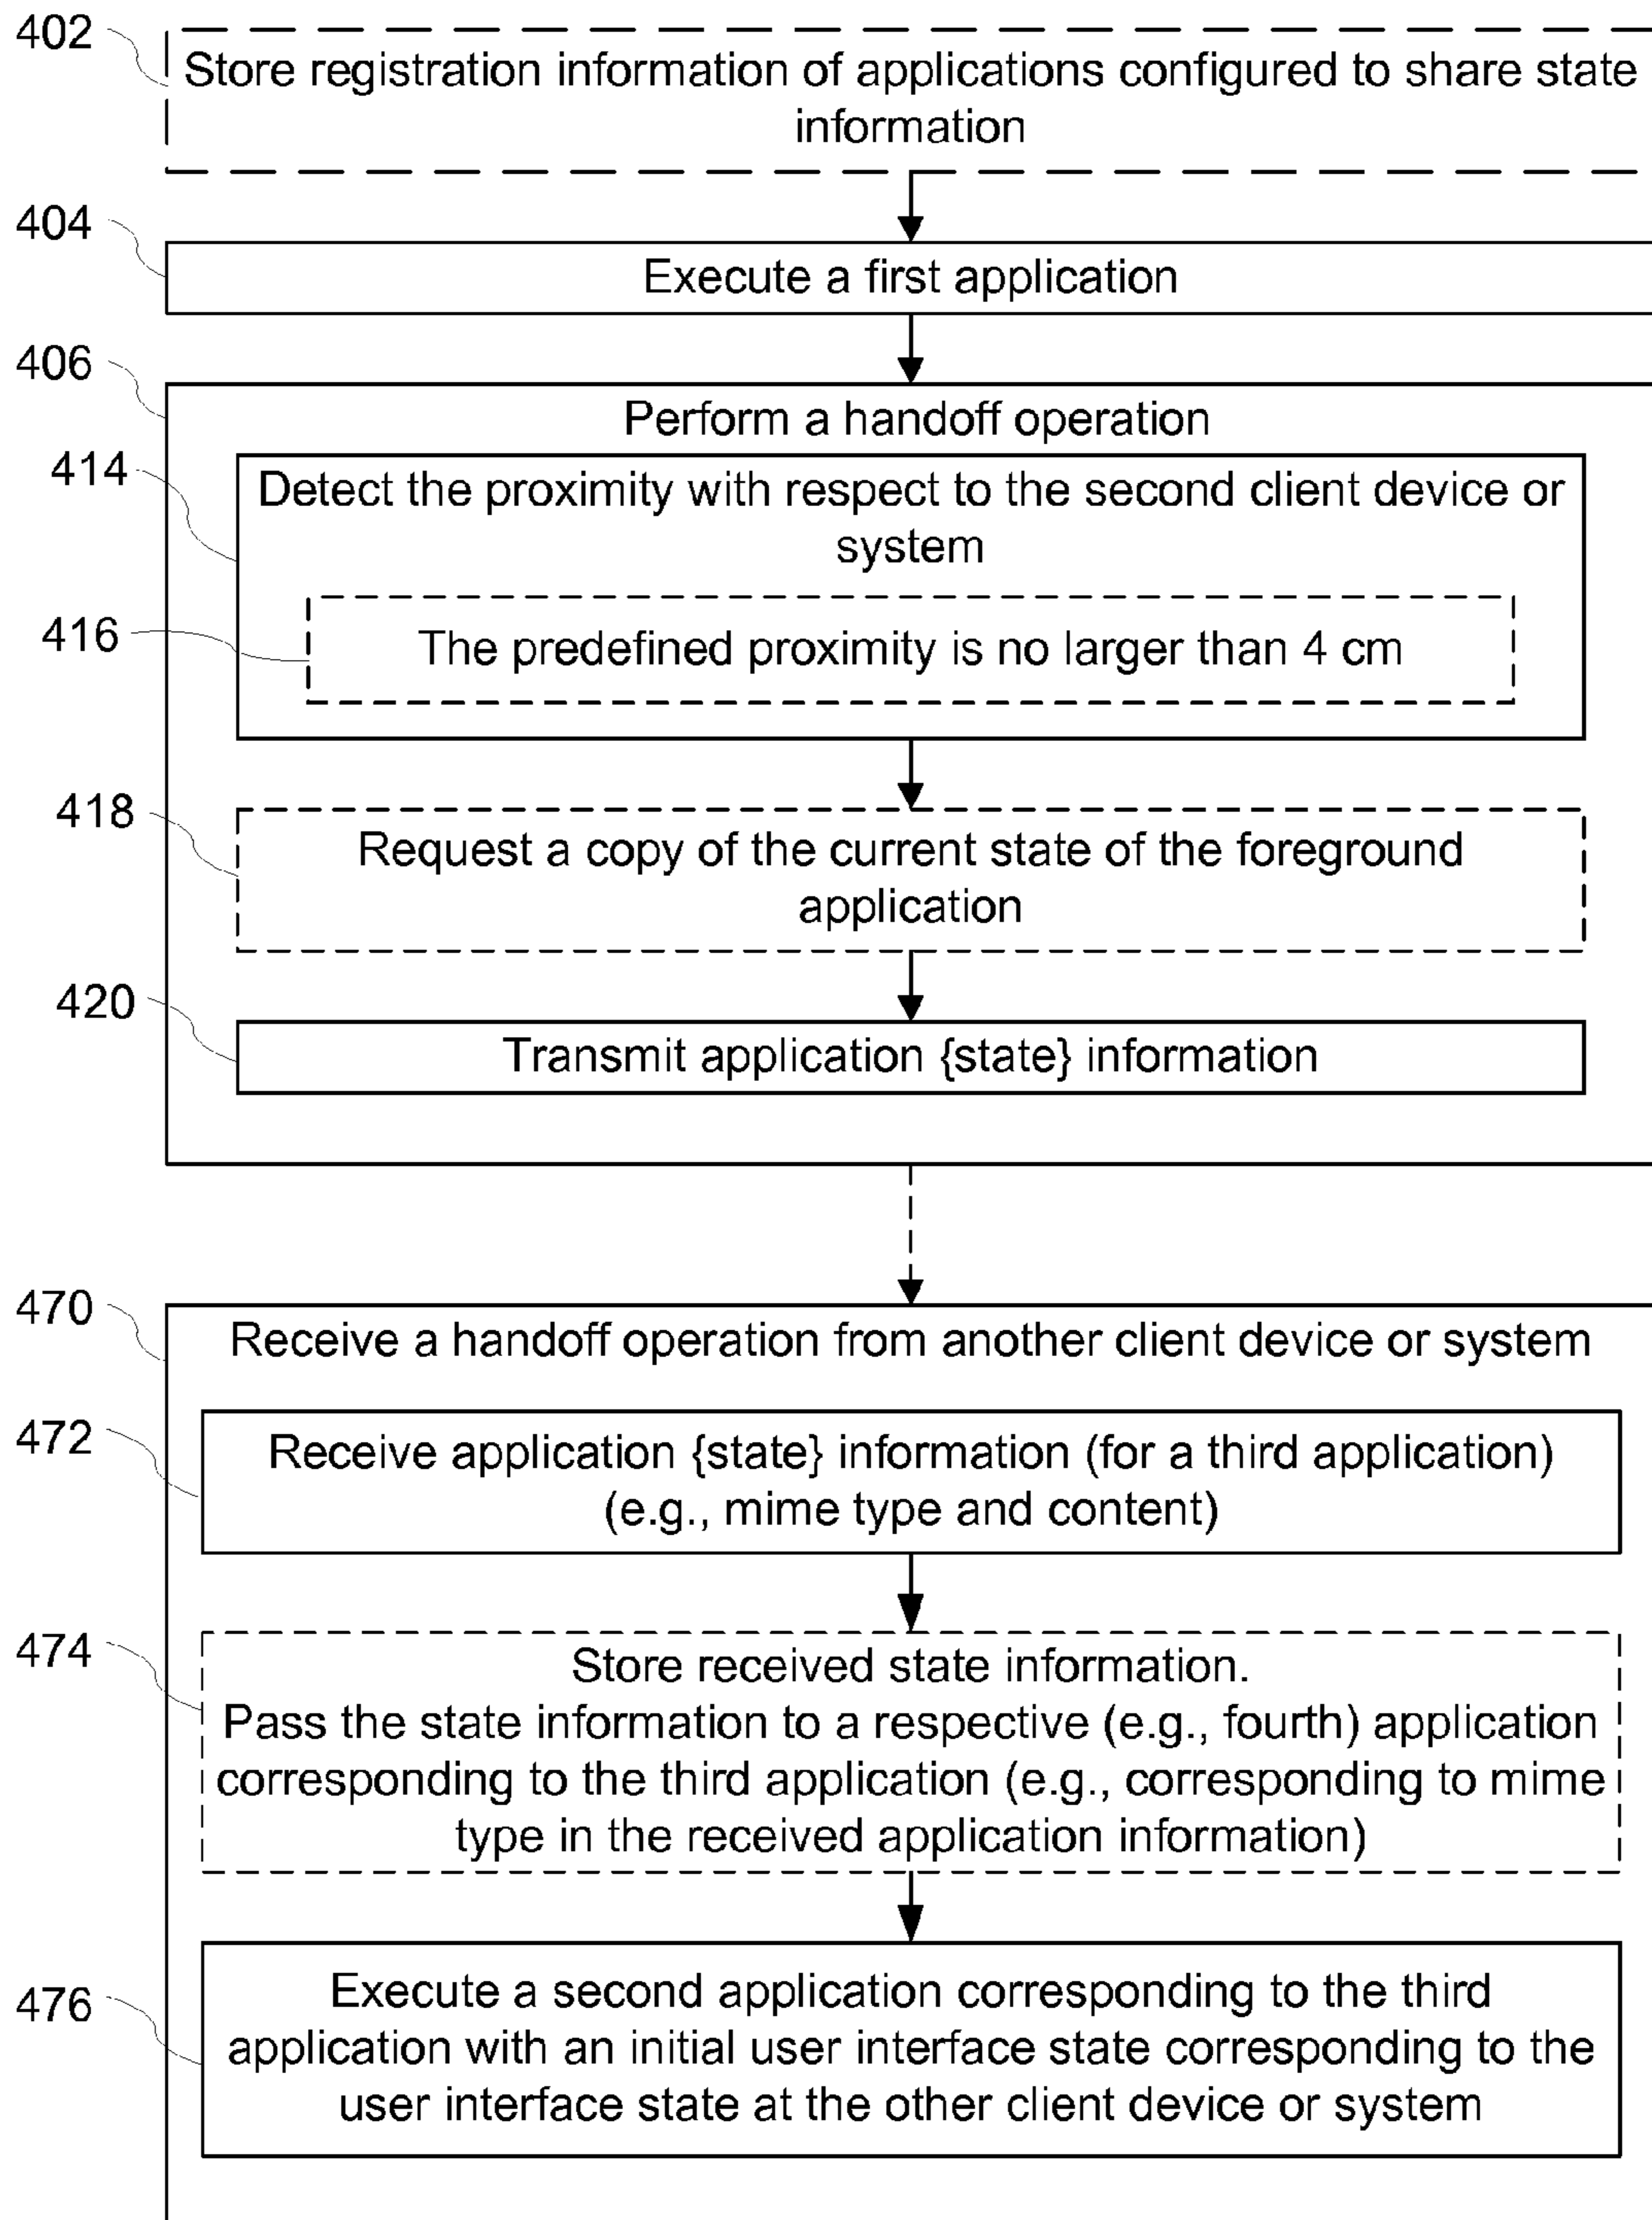 402
Store registration information of applications configured to share state
information
404
Execute a first application
406
Perform a handoff operation
414
Detect the proximity with respect to the second client device or
system
416
The predefined proximity is no larger than 4 cm
418
Request a copy of the current state of the foreground
application
420
Transmit application {state} information
470
Receive a handoff operation from another client device or system
472
Receive application {state} information (for a third application)
(e.g., mime type and content)
474
Store received state information.
Pass the state information to a respective (e.g., fourth) application
corresponding to the third application (e.g., corresponding to mime
type in the received application information)
476
Execute a second application corresponding to the third
application with an initial user interface state corresponding to the
user interface state at the other client device or system